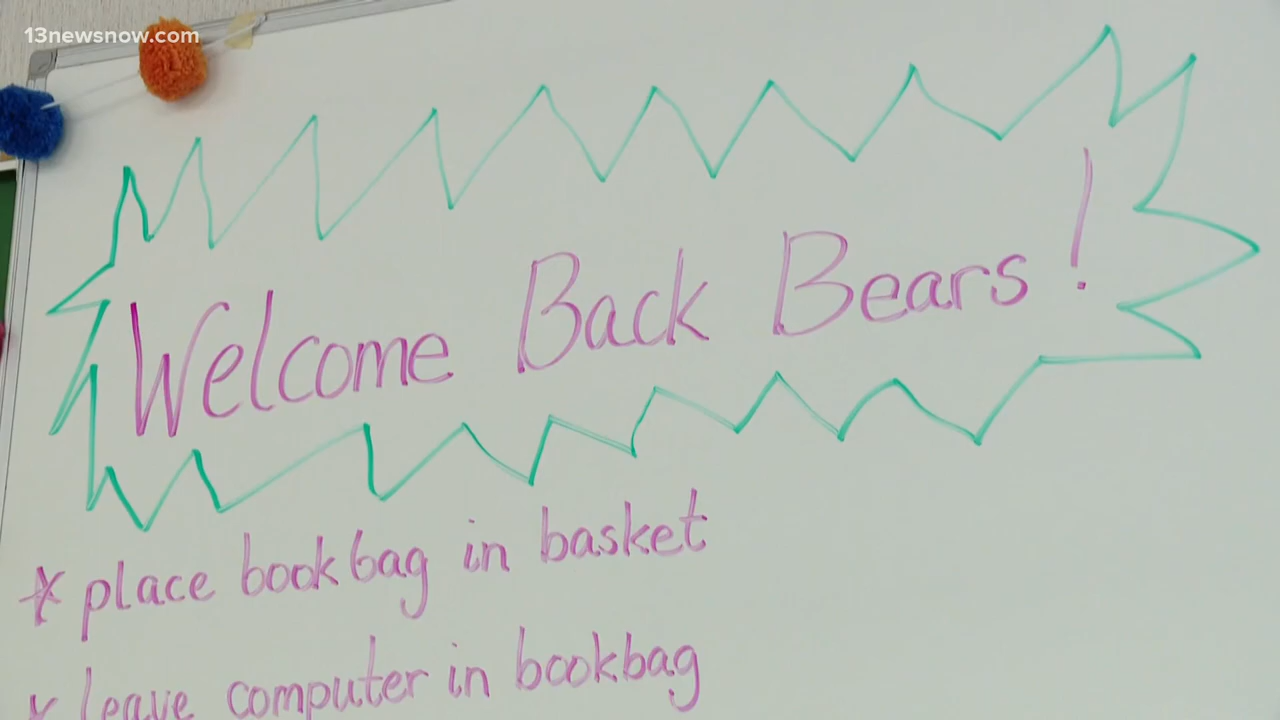 13newsnow.com
Welcome Back Bears!
* place bookbag in basket
* leave computer in bookbag